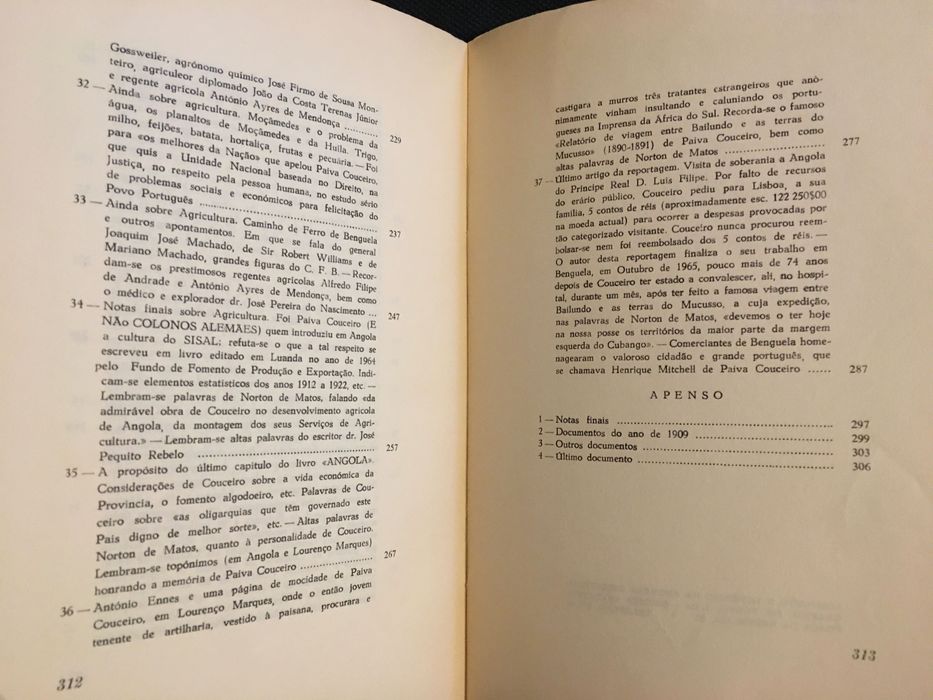 Gossweiler, agrónomo químico José Firmo de Sousa Mon-
teiro, agriculeor diplomado João da Costa Terenas Júnior
e regente agrícola António Ayres de Mendonça ............ 229
32 — Ainda sobre agricultura. Moçâmedes e o problema da
água, os planaltos de Moçâmedes e da Huíla. Trigo,
milho, feijões, batata, hortaliça, frutas e pecuária. — Foi
para «os melhores da Nação» que apelou Paiva Couceiro,
que quis a Unidade Nacional baseada no Direito, na
Justiça, no respeito pela pessoa humana, no estudo sério
de problemas sociais e económicos para felicitação do
Povo Português ........................................ 237
33 — Ainda sobre Agricultura. Caminho de Ferro de Benguela
e outros apontamentos. Em que se fala do general
Joaquim José Machado, de Sir Robert Williams e de
Mariano Machado, grandes figuras do C. F. B. — Recor-
dam-se os prestimosos regentes agrícolas Alfredo Filipe
de Andrade e António Ayres de Mendonça, bem como
o médico e explorador dr. José Pereira do Nascimento ... 247
34 — Notas finais sobre Agricultura. Foi Paiva Couceiro (E
NÃo COLONOS ALEMÃES) quem introduziu em Angola
a cultura do SISAL; refuta-se o que a tal respeito se
escreveu em livro editado em Luanda no ano de 1964
pelo Fundo de Fomento de Produção e Exportação. Indi-
cam-se elementos estatísticos dos anos 1912 a 1922, etc. —
Lembram-se palavras de Norton de Matos, falando «da
admirável obra de Couceiro no desenvolvimento agrícola
de Angola, da montagem dos seus Serviços de Agri-
cultura.» — Lembram-se altas palavras do escritor dr. José
Pequito Rebelo ........................................ 257
35 — A propósito do último capítulo do livro «ANGOLA».
Considerações de Couceiro sobre a vida económica da
Província, o fomento algodoeiro, etc. Palavras de Cou-
ceiro sobre «as oligarquias que têm governado este
País digno de melhor sorte», etc. — Altas palavras de
Norton de Matos, quanto à personalidade de Couceiro.
Lembram-se topónimos (em Angola e Lourenço Marques)
honrando a memória de Paiva Couceiro .................. 267
36 — António Ennes e uma página de mocidade de Paiva
Couceiro, em Lourenço Marques, onde o então jovem
tenente de artilharia, vestido à paisana, procurara e
312
castigara a murros três tratantes estrangeiros que anò-
nimamente vinham insultando e caluniando os portu-
gueses na Imprensa da África do Sul. Recorda-se o famoso
«Relatório de viagem entre Bailundo e as terras do
Mucusso» (1890-1891) de Paiva Couceiro, bem como
altas palavras de Norton de Matos ........................ 277
37 — Último artigo da reportagem. Visita de soberania a Angola
do Príncipe Real D. Luís Filipe. Por falta de recursos
do erário público, Couceiro pediu para Lisboa, a sua
família, 5 contos de réis (aproximadamente esc. 122 250$00
na moeda actual) para ocorrer a despesas provocadas por
tão categorizado visitante. Couceiro nunca procurou reem-
bolsar-se nem foi reembolsado dos 5 contos de réis. —
O autor desta reportagem finaliza o seu trabalho em
Benguela, em Outubro de 1965, pouco mais de 74 anos
depois de Couceiro ter estado a convalescer, ali, no hospi-
tal, durante um mês, após ter feito a famosa viagem entre
Bailundo e as terras do Mucusso, a cuja expedição,
nas palavras de Norton de Matos, «devemos o ter hoje
na nossa posse os territórios da maior parte da margem
esquerda do Cubango». — Comerciantes de Benguela home-
nagearam o valoroso cidadão e grande português, que
se chamava Henrique Mitchell de Paiva Couceiro ...... 287
APENSO
1 — Notas finais ............................................ 297
2 — Documentos do ano de 1909 .............................. 299
3 — Outros documentos ...................................... 303
4 — Último documento ....................................... 306
313